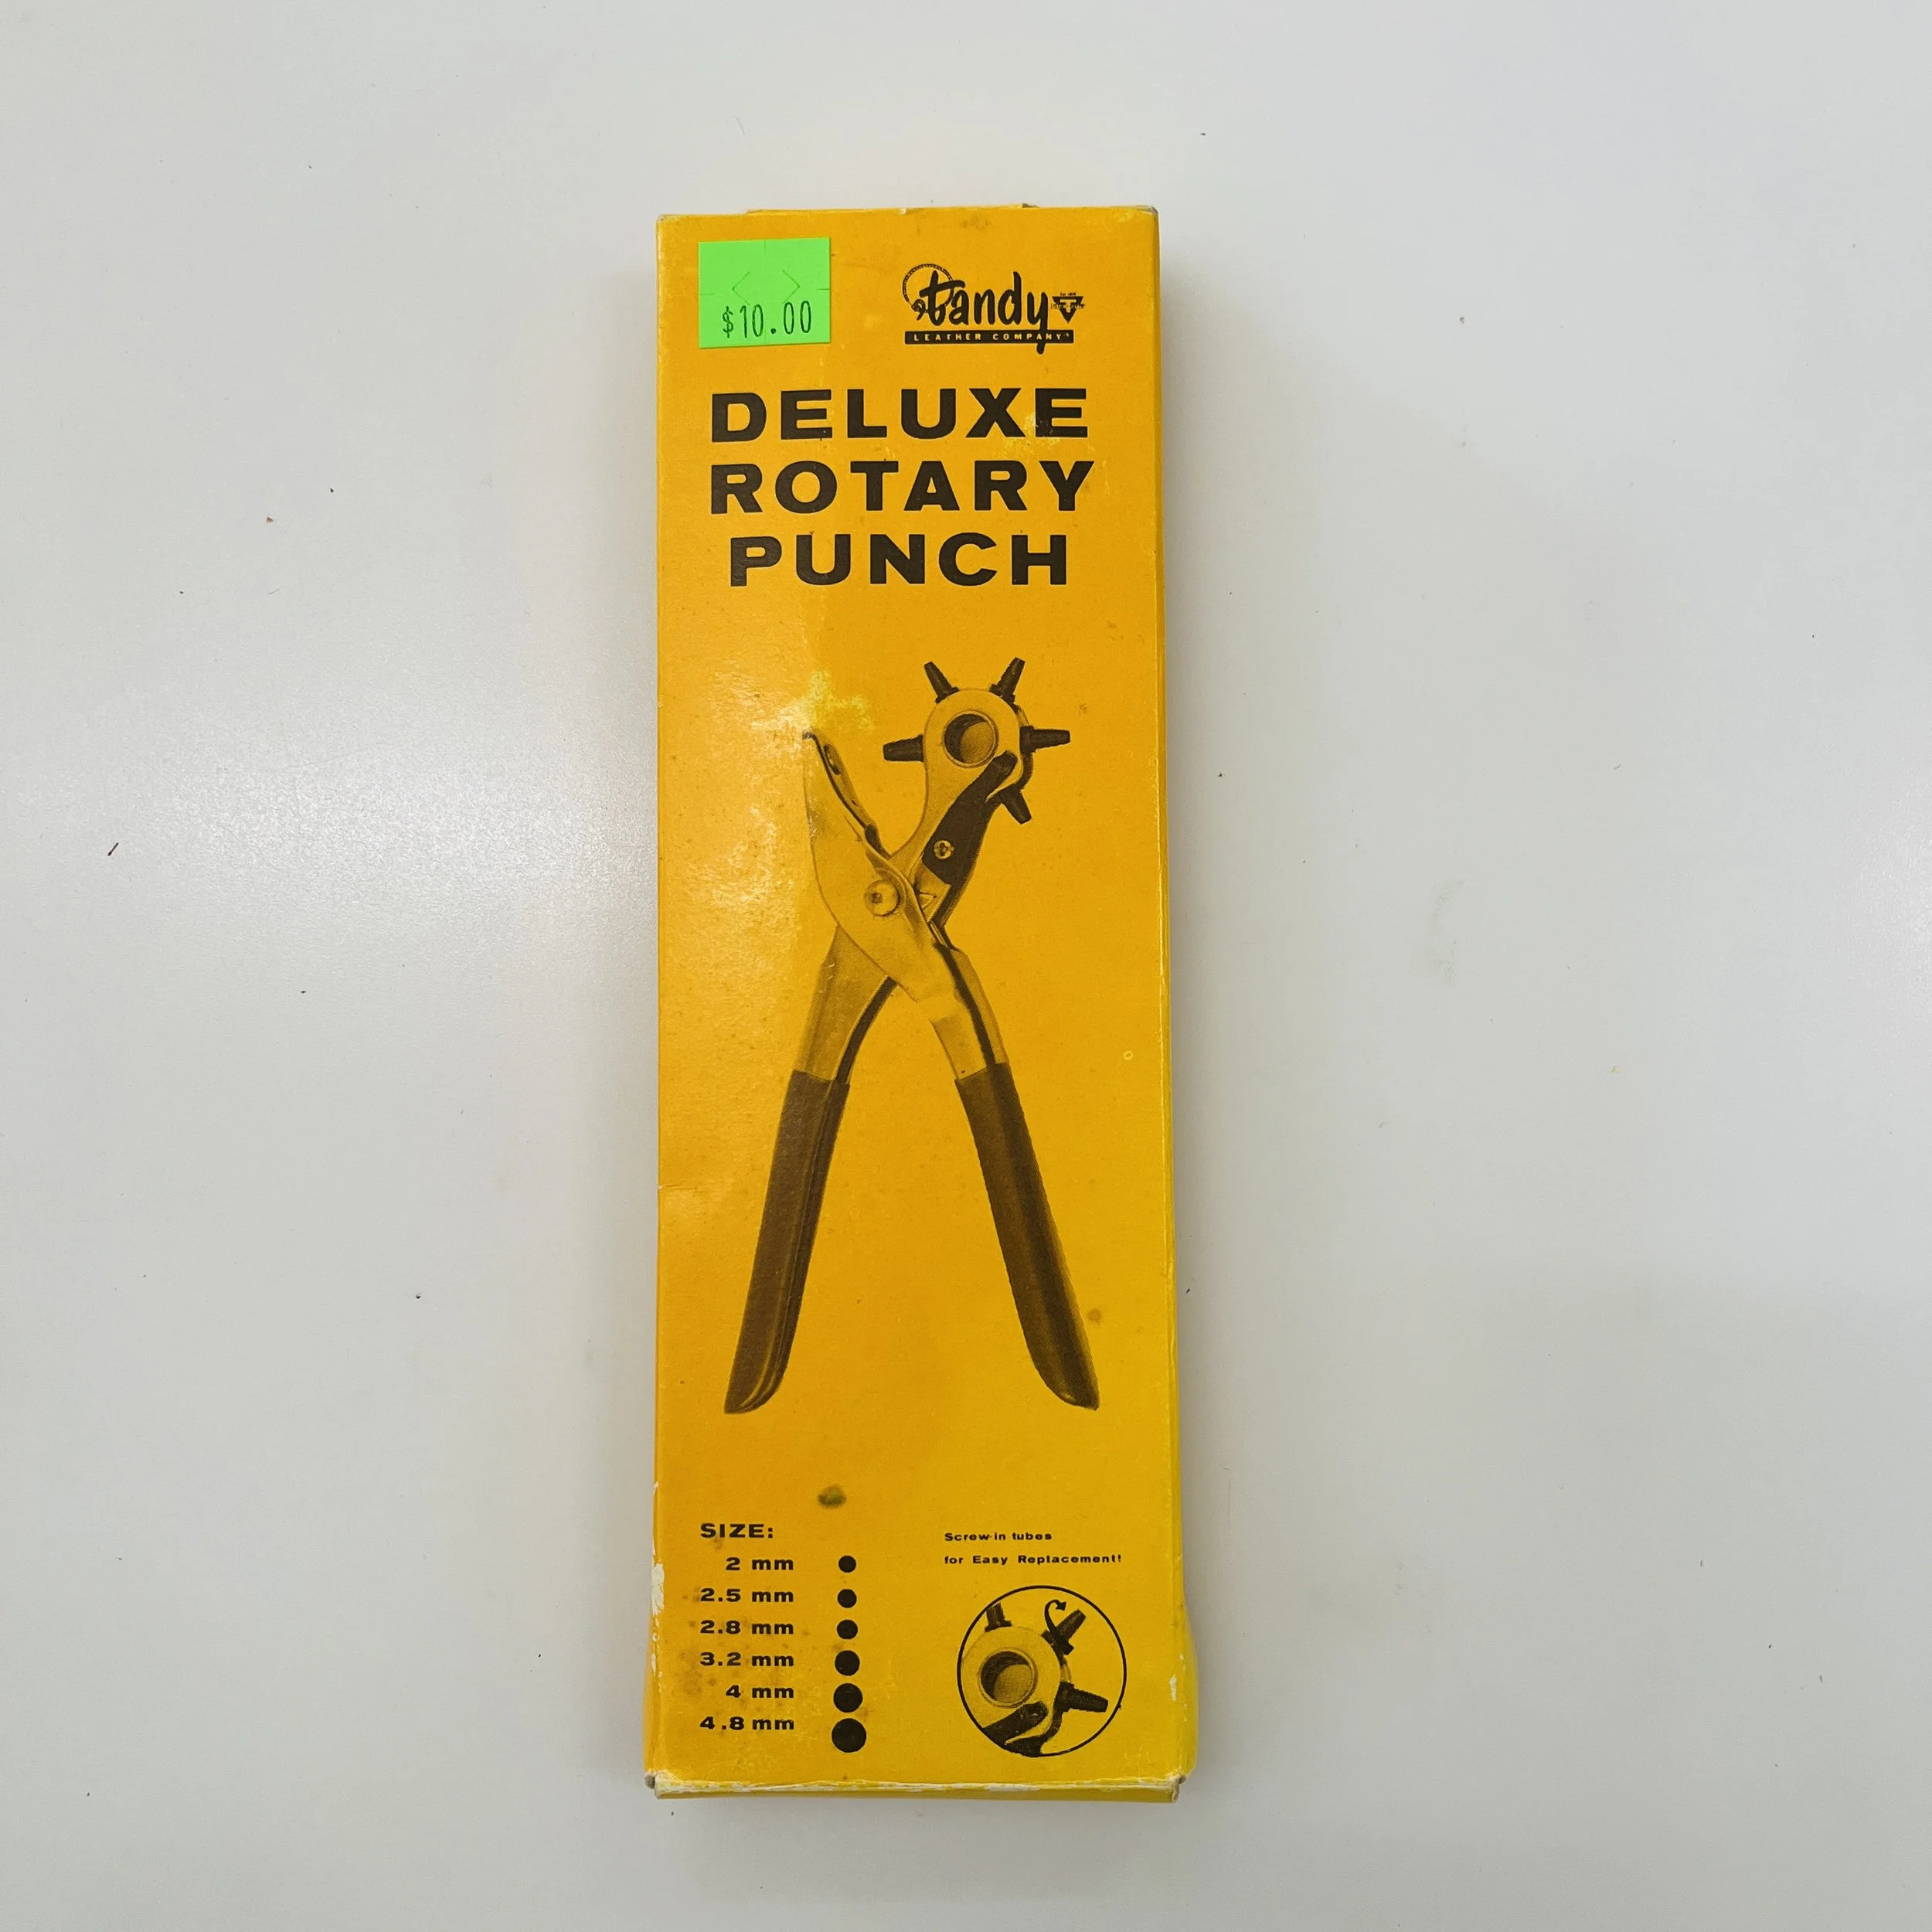 $10.00
tandy
LEATHER COMPANY
DELUXE
ROTARY
PUNCH
SIZE:
2 mm
2.5 mm
2.8 mm
3.2 mm
4 mm
4.8 mm
Screw-in tubes
for Easy Replacement!